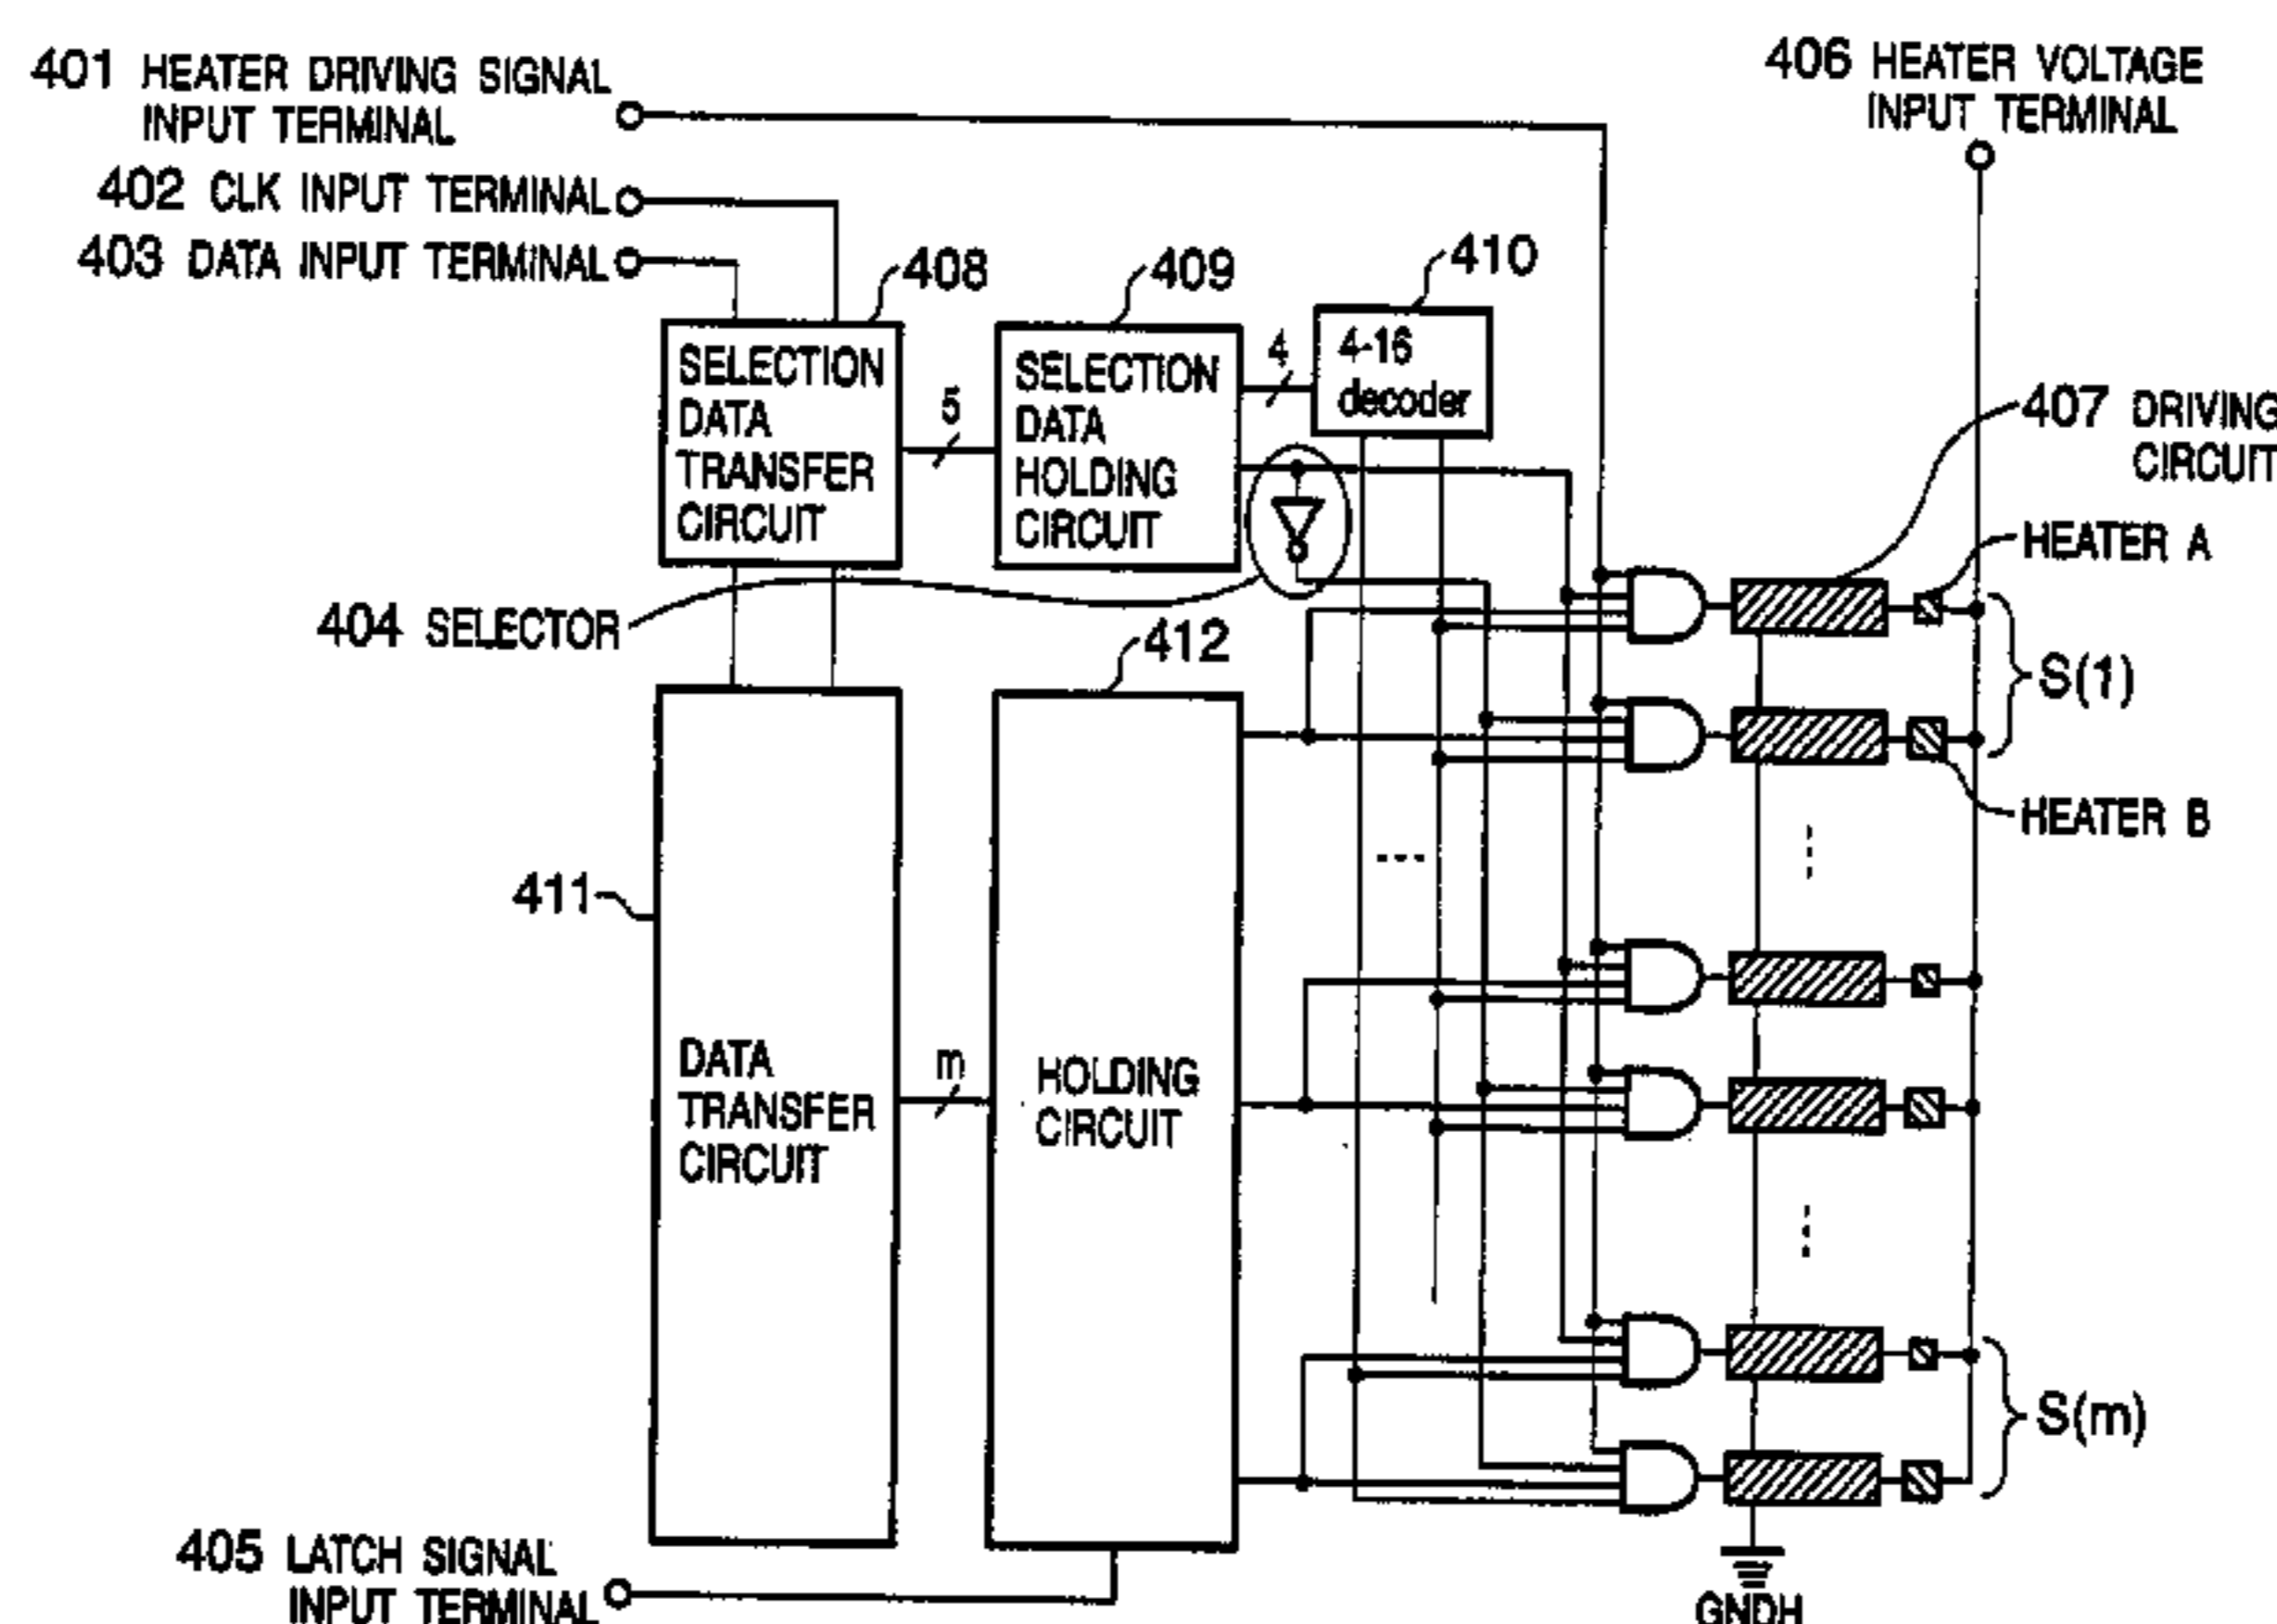 401 HEATER DRIVING SIGNAL
INPUT TERMINAL
402 CLK INPUT TERMINAL
403 DATA INPUT TERMINAL
406 HEATER VOLTAGE
INPUT TERMINAL
408
409
410
SELECTION
DATA
TRANSFER
CIRCUIT
5
SELECTION
DATA
HOLDING
CIRCUIT
4
4-16
decoder
407 DRIVING
CIRCUIT
HEATER A
404 SELECTOR
412
S(1)
HEATER B
411
DATA
TRANSFER
CIRCUIT
m
HOLDING
CIRCUIT
S(m)
405 LATCH SIGNAL
INPUT TERMINAL
GNDH